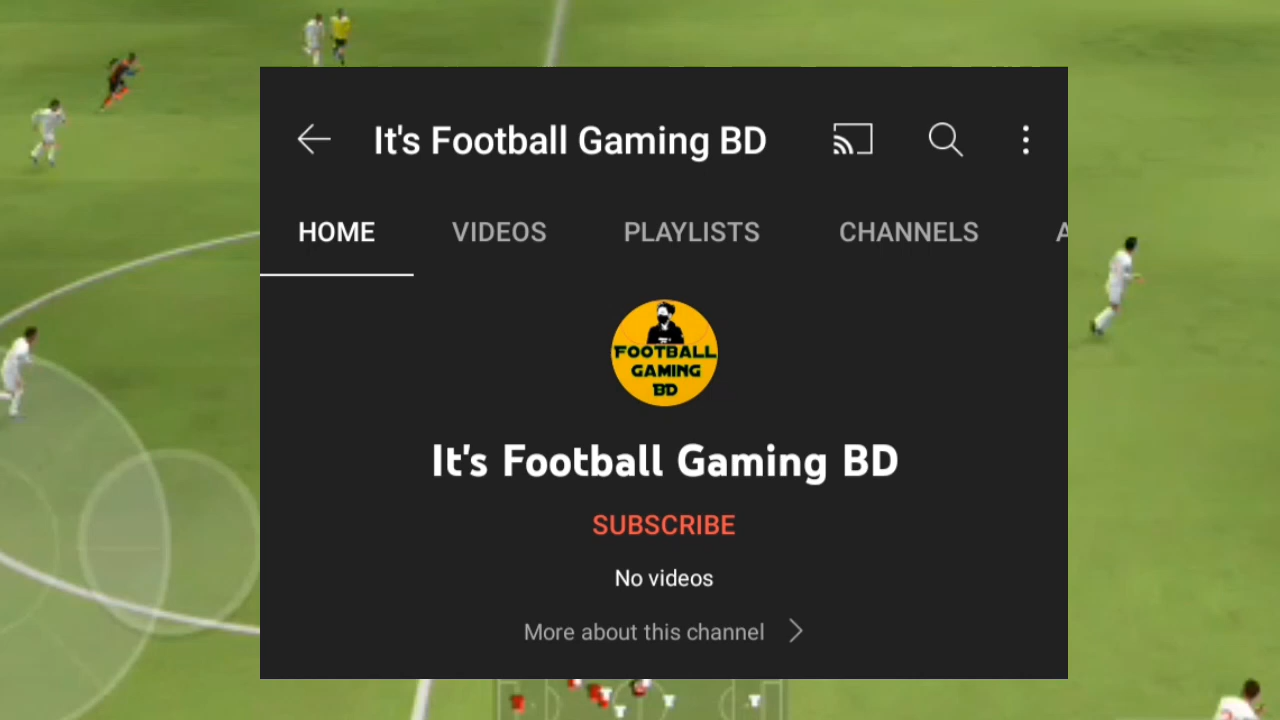 It's Football Gaming BD
HOME VIDEOS PLAYLISTS CHANNELS A
FOOTBALL
GAMING
BD
It's Football Gaming BD
SUBSCRIBE
No videos
More about this channel